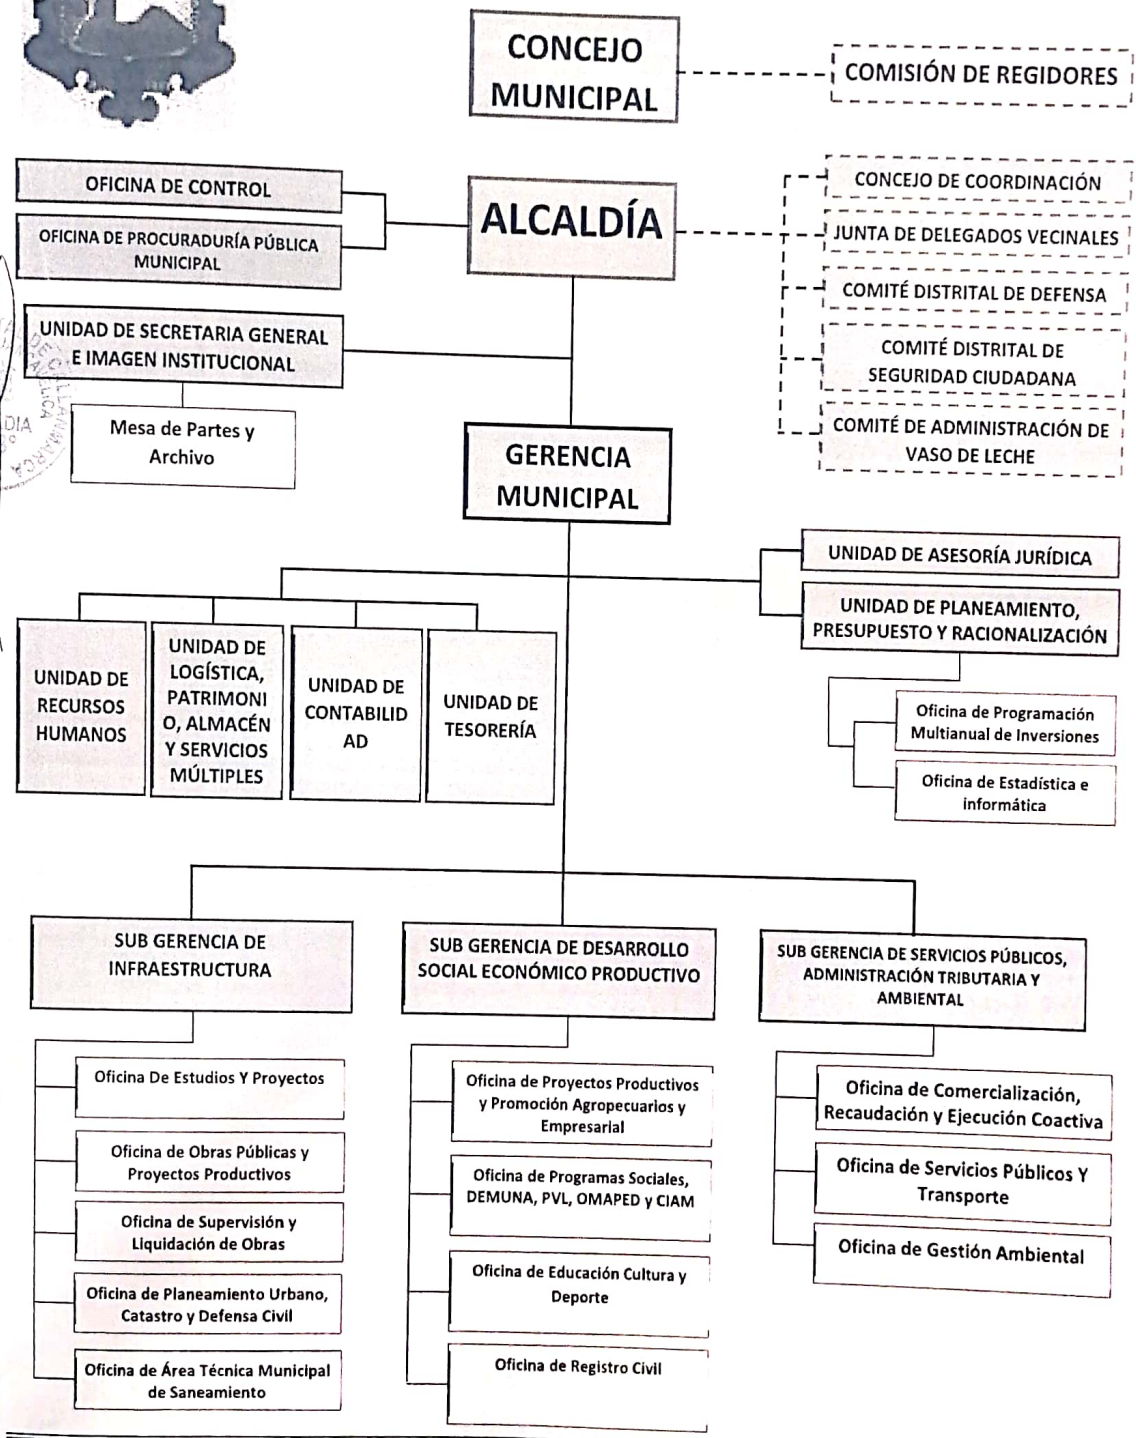 CONCEJO
MUNICIPAL
COMISIÓN DE REGIDORES
OFICINA DE CONTROL
OFICINA DE PROCURADURÍA PÚBLICA
MUNICIPAL
ALCALDÍA
CONCEJO DE COORDINACIÓN
JUNTA DE DELEGADOS VECINALES
COMITÉ DISTRITAL DE DEFENSA
COMITÉ DISTRITAL DE
SEGURIDAD CIUDADANA
COMITÉ DE ADMINISTRACIÓN DE
VASO DE LECHE
UNIDAD DE SECRETARIA GENERAL
E IMAGEN INSTITUCIONAL
Mesa de Partes y
Archivo
GERENCIA
MUNICIPAL
UNIDAD DE ASESORÍA JURÍDICA
UNIDAD DE PLANEAMIENTO,
PRESUPUESTO Y RACIONALIZACIÓN
Oficina de Programación
Multianual de Inversiones
Oficina de Estadística e
informática
UNIDAD DE
RECURSOS
HUMANOS
UNIDAD DE
LOGÍSTICA,
PATRIMONI
O, ALMACÉN
Y SERVICIOS
MÚLTIPLES
UNIDAD DE
CONTABILID
AD
UNIDAD DE
TESORERÍA
SUB GERENCIA DE
INFRAESTRUCTURA
Oficina De Estudios Y Proyectos
Oficina de Obras Públicas y
Proyectos Productivos
Oficina de Supervisión y
Liquidación de Obras
Oficina de Planeamiento Urbano,
Catastro y Defensa Civil
Oficina de Área Técnica Municipal
de Saneamiento
SUB GERENCIA DE DESARROLLO
SOCIAL ECONÓMICO PRODUCTIVO
Oficina de Proyectos Productivos
y Promoción Agropecuarios y
Empresarial
Oficina de Programas Sociales,
DEMUNA, PVL, OMAPED y CIAM
Oficina de Educación Cultura y
Deporte
Oficina de Registro Civil
SUB GERENCIA DE SERVICIOS PÚBLICOS,
ADMINISTRACIÓN TRIBUTARIA Y
AMBIENTAL
Oficina de Comercialización,
Recaudación y Ejecución Coactiva
Oficina de Servicios Públicos Y
Transporte
Oficina de Gestión Ambiental